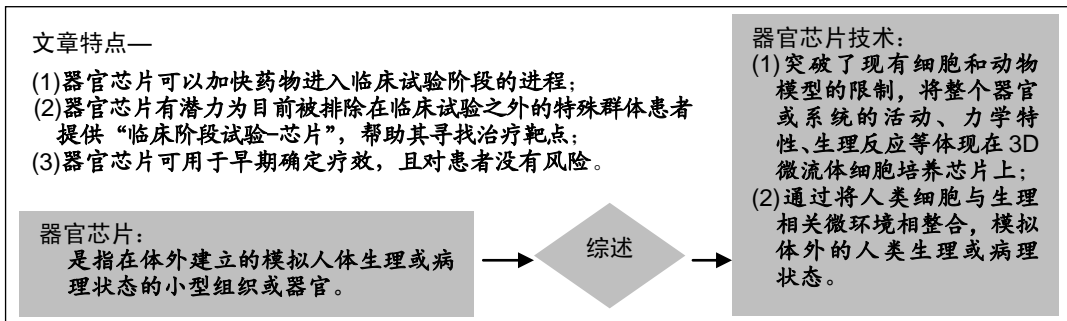 文章特点—
(1)器官芯片可以加快药物进入临床试验阶段的进程；
(2)器官芯片有潜力为目前被排除在临床试验之外的特殊群体患者
提供“临床阶段试验-芯片”，帮助其寻找治疗靶点；
(3)器官芯片可用于早期确定疗效，且对患者没有风险。
器官芯片：
是指在体外建立的模拟人体生理或病
理状态的小型组织或器官。
综述
器官芯片技术：
(1)突破了现有细胞和动物
模型的限制，将整个器官
或系统的活动、力学特
性、生理反应等体现在 3D
微流体细胞培养芯片上；
(2)通过将人类细胞与生理
相关微环境相整合，模拟
体外的人类生理或病理
状态。